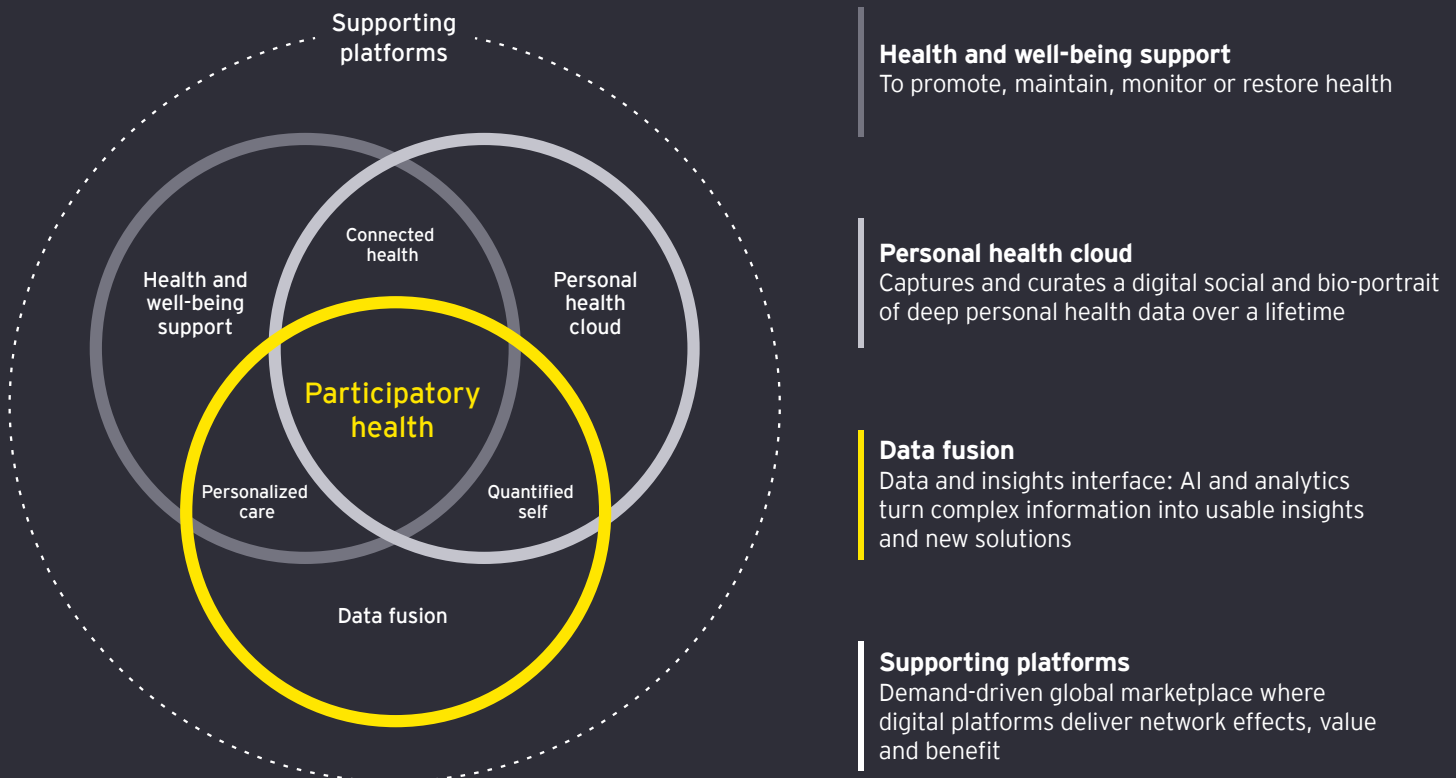 Supporting
platforms
Connected
health
Health and
well-being
support
Personal
health
cloud
Participatory
health
Personalized
care
Quantified
self
Data fusion
Health and well-being support
To promote, maintain, monitor or restore health
Personal health cloud
Captures and curates a digital social and bio-portrait
of deep personal health data over a lifetime
Data fusion
Data and insights interface: AI and analytics
turn complex information into usable insights
and new solutions
Supporting platforms
Demand-driven global marketplace where
digital platforms deliver network effects, value
and benefit